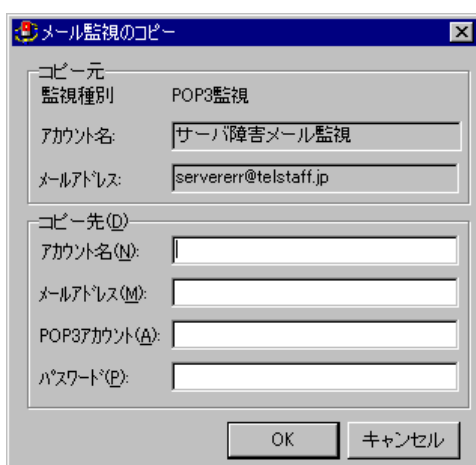 メール監視のコピー
コピー元
監視種別 POP3監視
アカウント名: サーバ障害メール監視
メールアドレス: servererr@telstaff.jp
コピー先(D)
アカウント名(N):
メールアドレス(M):
POP3アカウント(A):
パスワード(P):
OK キャンセル